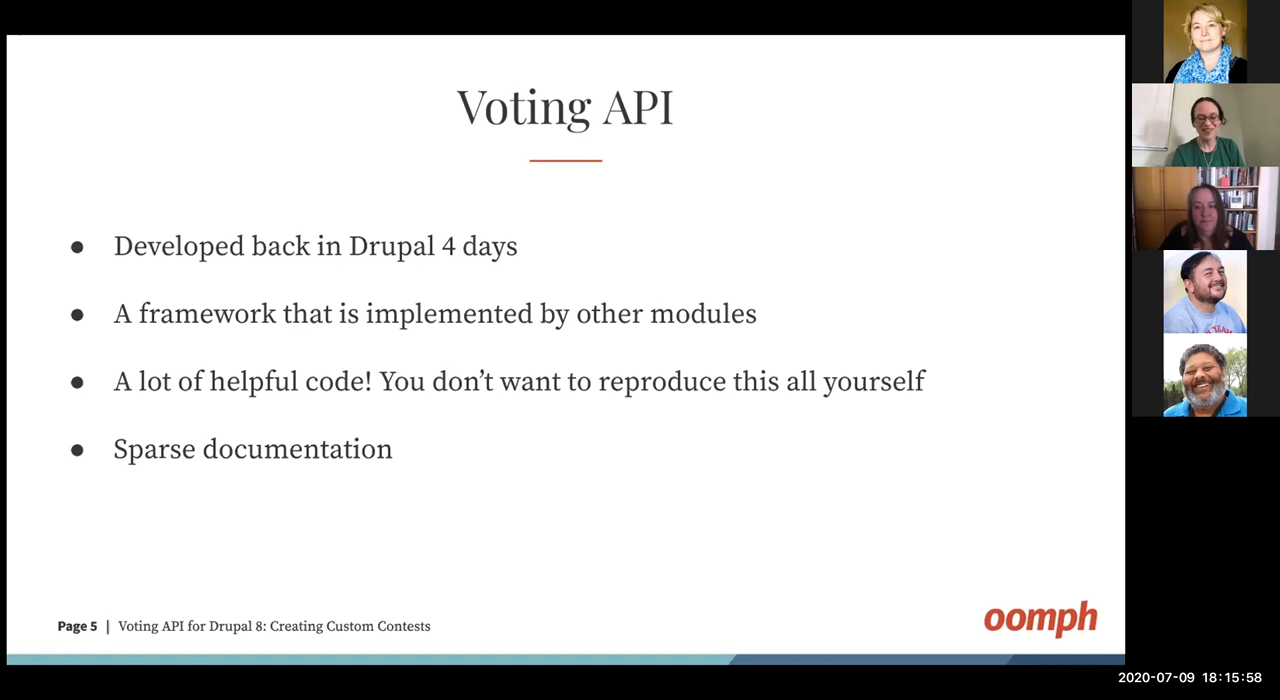 Voting API
● Developed back in Drupal 4 days
● A framework that is implemented by other modules
● A lot of helpful code! You don’t want to reproduce this all yourself
● Sparse documentation
Page 5 | Voting API for Drupal 8: Creating Custom Contests
oomph
2020-07-09 18:15:58